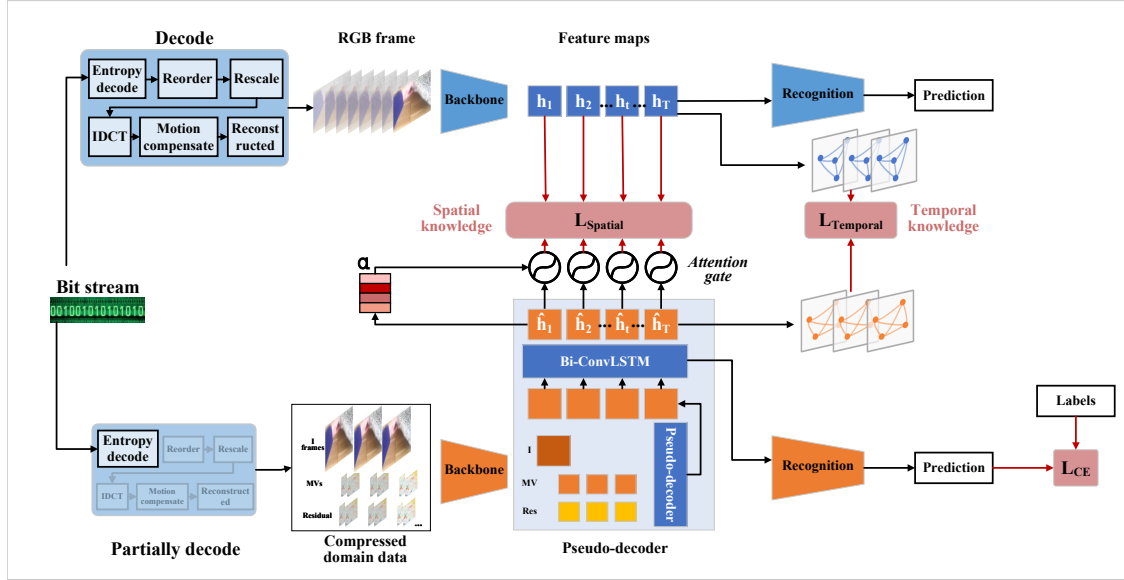 Decode
RGB frame
Feature maps
Entropy
decode
Reorder
Rescale
IDCT
Motion
compensate
Reconst
ructed
Backbone
h1
h2
...
ht
...
hT
Recognition
Prediction
Spatial
knowledge
LSpatial
LTemporal
Temporal
knowledge
α
Attention
gate
Bit stream
001001010101010
ĥ1
ĥ2
...
ĥt
...
ĥT
Bi-ConvLSTM
Entropy
decode
Reorder
Rescale
IDCT
Motion
compensate
Reconstruct
ed
Partially decode
I
frames
MVs
Residual
...
Compressed
domain data
Backbone
I
MV
Res
Pseudo-decoder
Pseudo-decoder
Recognition
Prediction
Labels
LCE